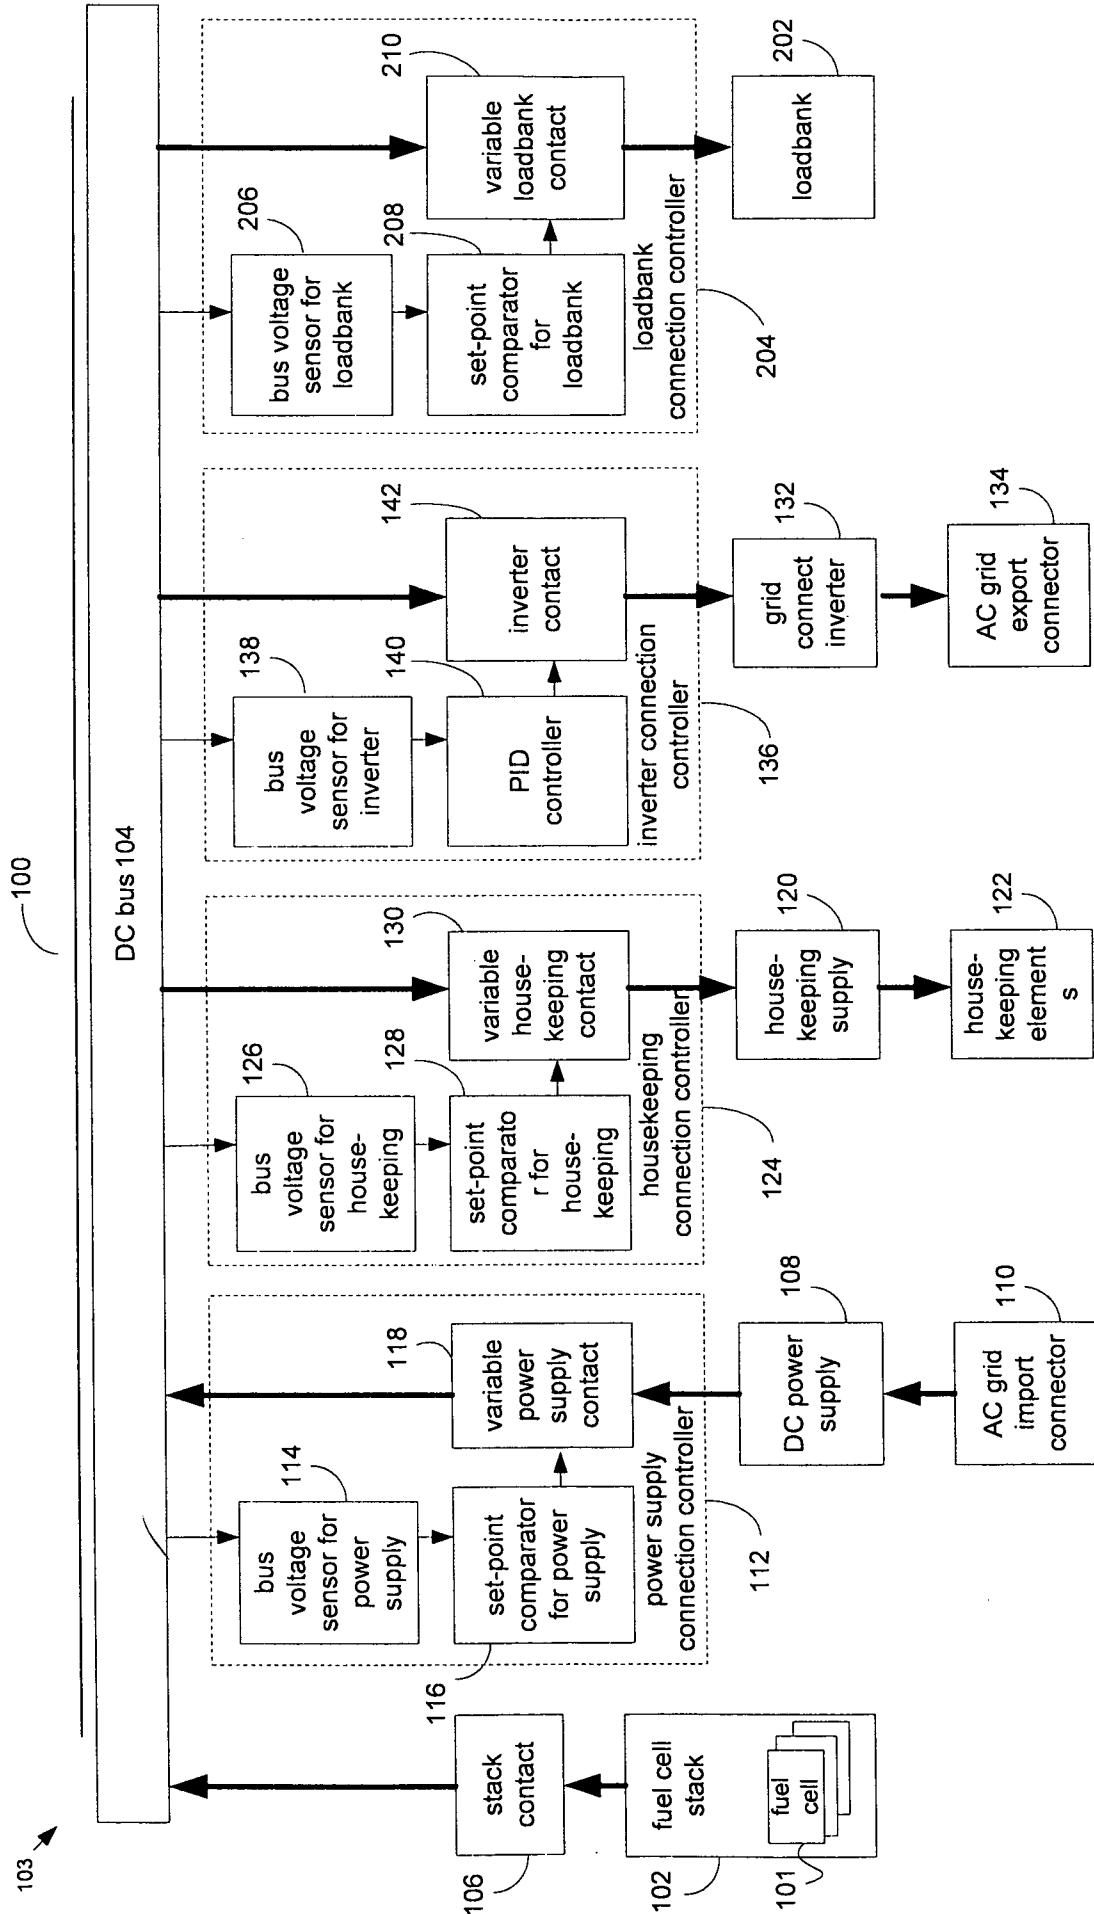 100
103
DC bus 104
106
stack
contact
102
fuel cell
stack
fuel
cell
101
114
bus
voltage
sensor for
power
supply
116
set-point
comparator
for power
supply
118
variable
power
supply
contact
power supply
connection controller
112
108
DC power
supply
110
AC grid
import
connector
126
bus
voltage
sensor for
house-
keeping
128
set-point
comparato
r for
house-
keeping
130
variable
house-
keeping
contact
housekeeping
connection controller
124
120
house-
keeping
supply
122
house-
keeping
element
s
138
bus
voltage
sensor for
inverter
140
PID
controller
142
inverter
contact
inverter connection
controller
136
132
grid
connect
inverter
134
AC grid
export
connector
206
bus voltage
sensor for
loadbank
208
set-point
comparator
for
loadbank
210
variable
loadbank
contact
loadbank
connection controller
204
202
loadbank